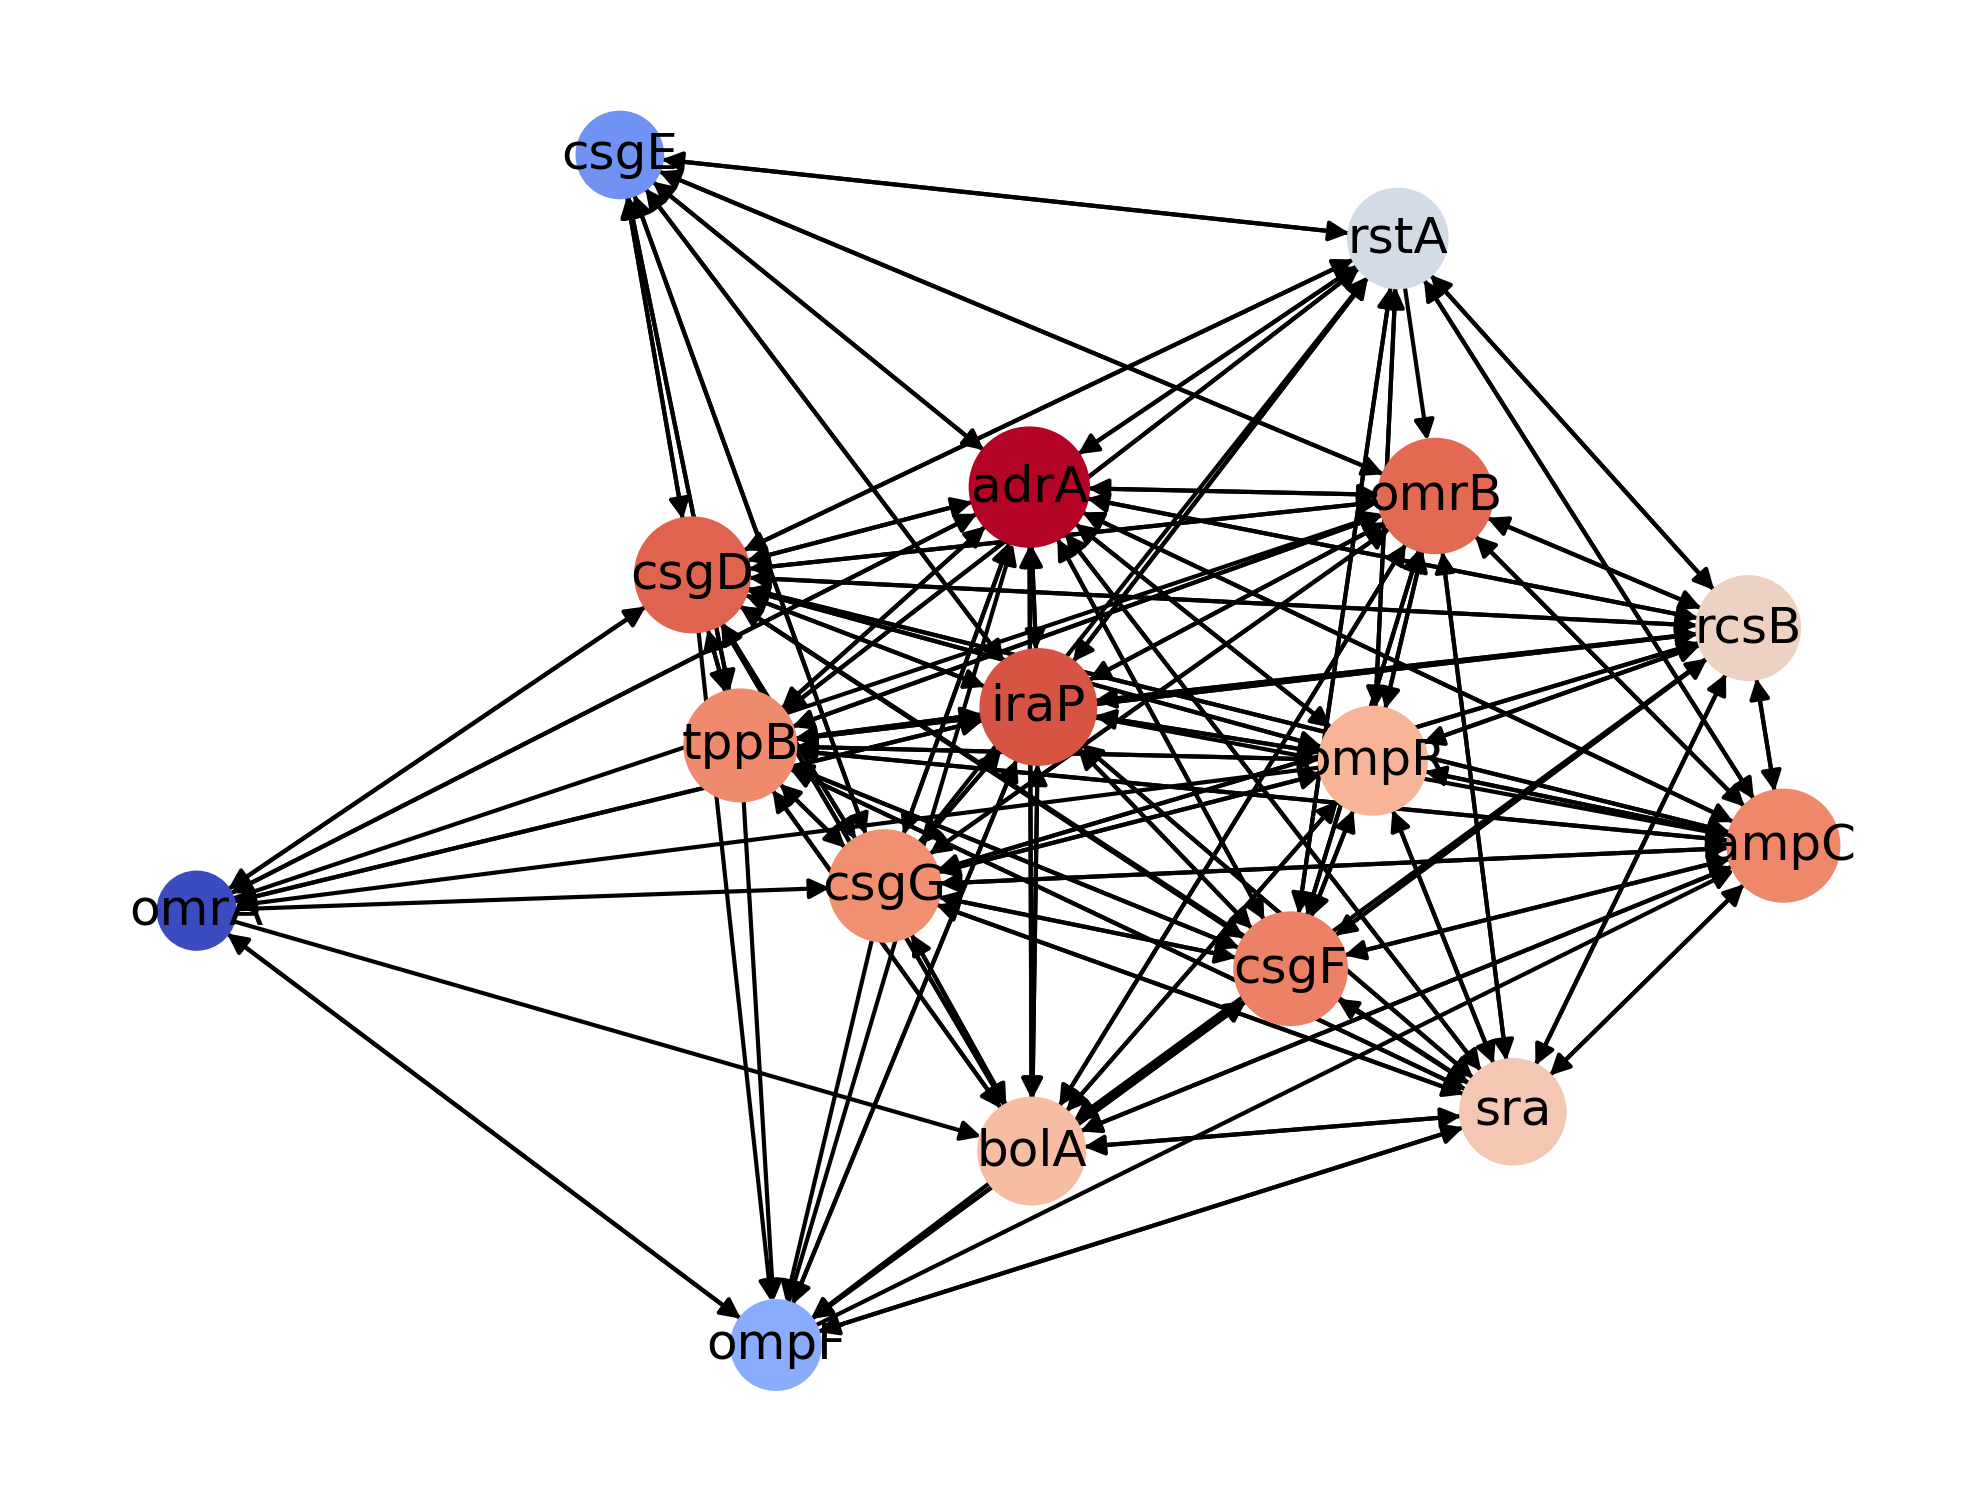 csgE
rstA
adrA
omrB
csgD
rcsB
iraP
tppB
ompR
ampC
csgG
omrA
csgF
sra
bolA
ompF